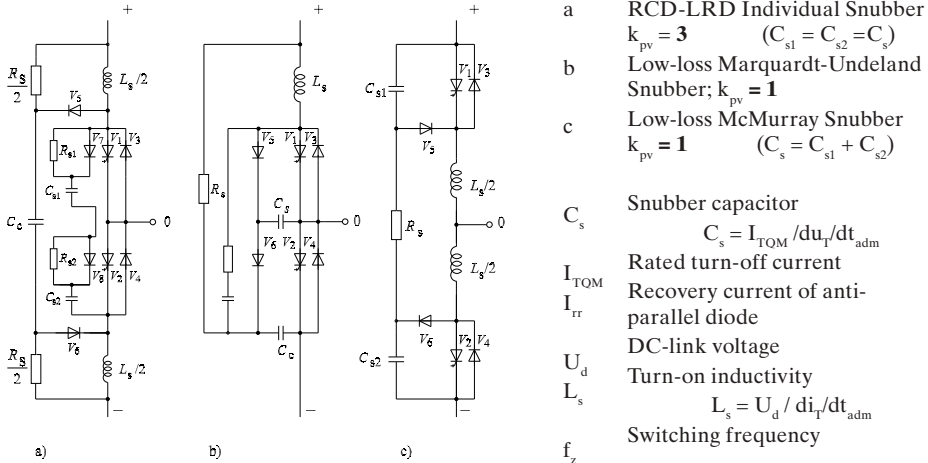 +
R_S/2
L_s/2
V_5
V_7 V_1 V_3
R_s1
C_s1
C_c
0
R_s2
V_8 V_2 V_4
C_s2
V_6
R_S/2
L_s/2
−
a)
+
L_s
V_5 V_1 V_3
R_s
C_s
0
V_6 V_2 V_4
C_c
−
b)
+
C_s1
V_1 V_3
V_5
L_s/2
R_s
0
L_s/2
V_6
V_2 V_4
C_s2
−
c)
a RCD-LRD Individual Snubber
k_pv = 3 (C_s1 = C_s2 = C_s)
b Low-loss Marquardt-Undeland
Snubber; k_pv = 1
c Low-loss McMurray Snubber
k_pv = 1 (C_s = C_s1 + C_s2)
C_s Snubber capacitor
C_s = I_TQM /du_T/dt_adm
I_TQM Rated turn-off current
I_rr Recovery current of anti-
parallel diode
U_d DC-link voltage
L_s Turn-on inductivity
L_s = U_d / di_T/dt_adm
f_z Switching frequency